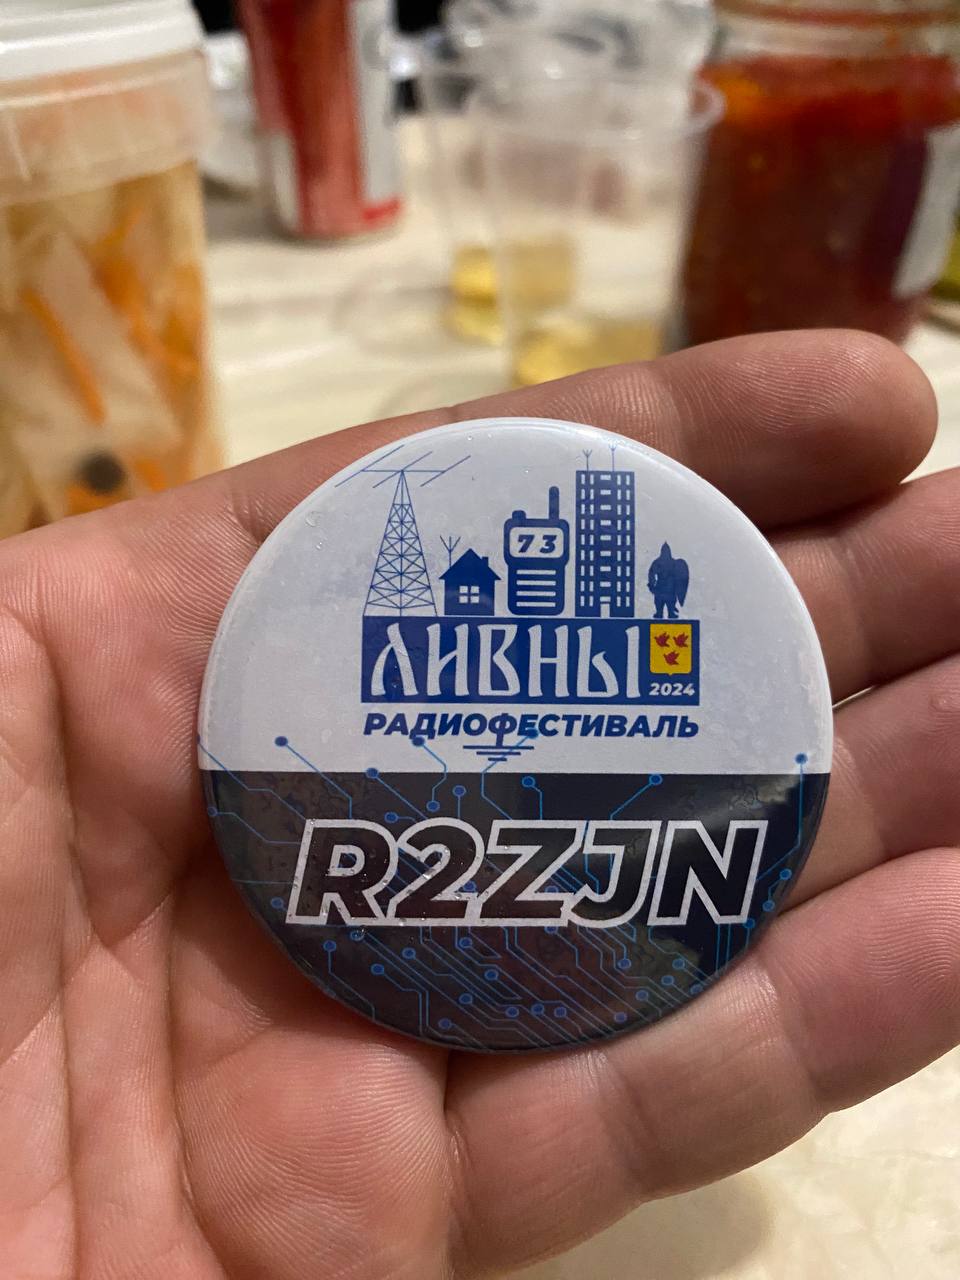 73
ЛИВНЫ
2024
РАДИОФЕСТИВАЛЬ
R2ZJN